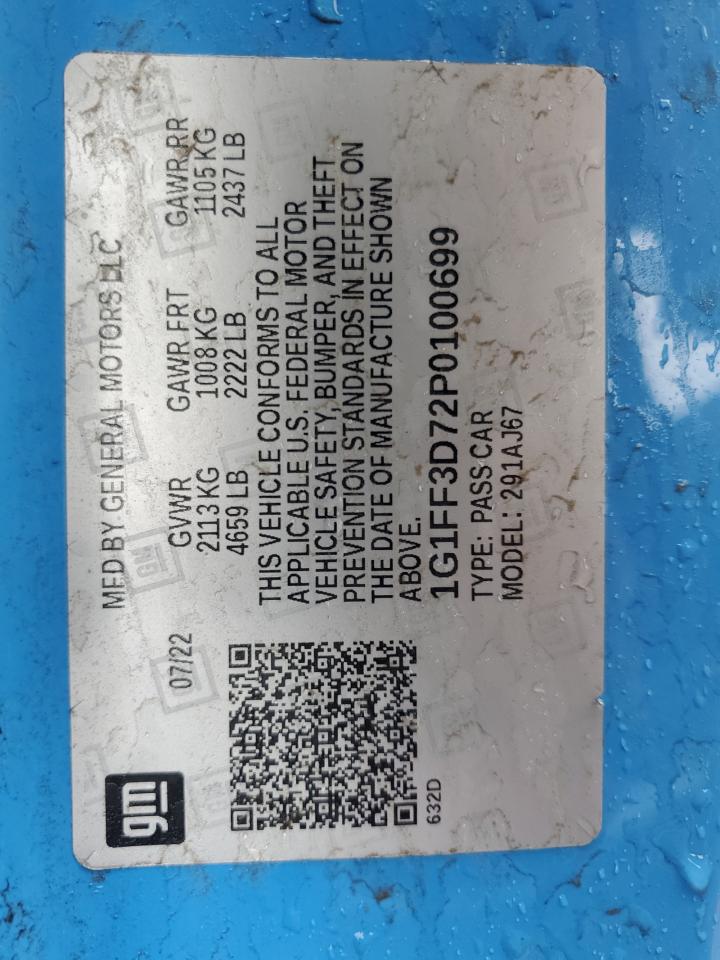 gm
MFD BY GENERAL MOTORS LLC
07/22
GVWR GAWR FRT GAWR RR
2113 KG 1008 KG 1105 KG
4659 LB 2222 LB 2437 LB
THIS VEHICLE CONFORMS TO ALL
APPLICABLE U.S. FEDERAL MOTOR
VEHICLE SAFETY, BUMPER, AND THEFT
PREVENTION STANDARDS IN EFFECT ON
THE DATE OF MANUFACTURE SHOWN
ABOVE.
1G1FF3D72P0100699
632D
TYPE: PASS CAR
MODEL: 291AJ67